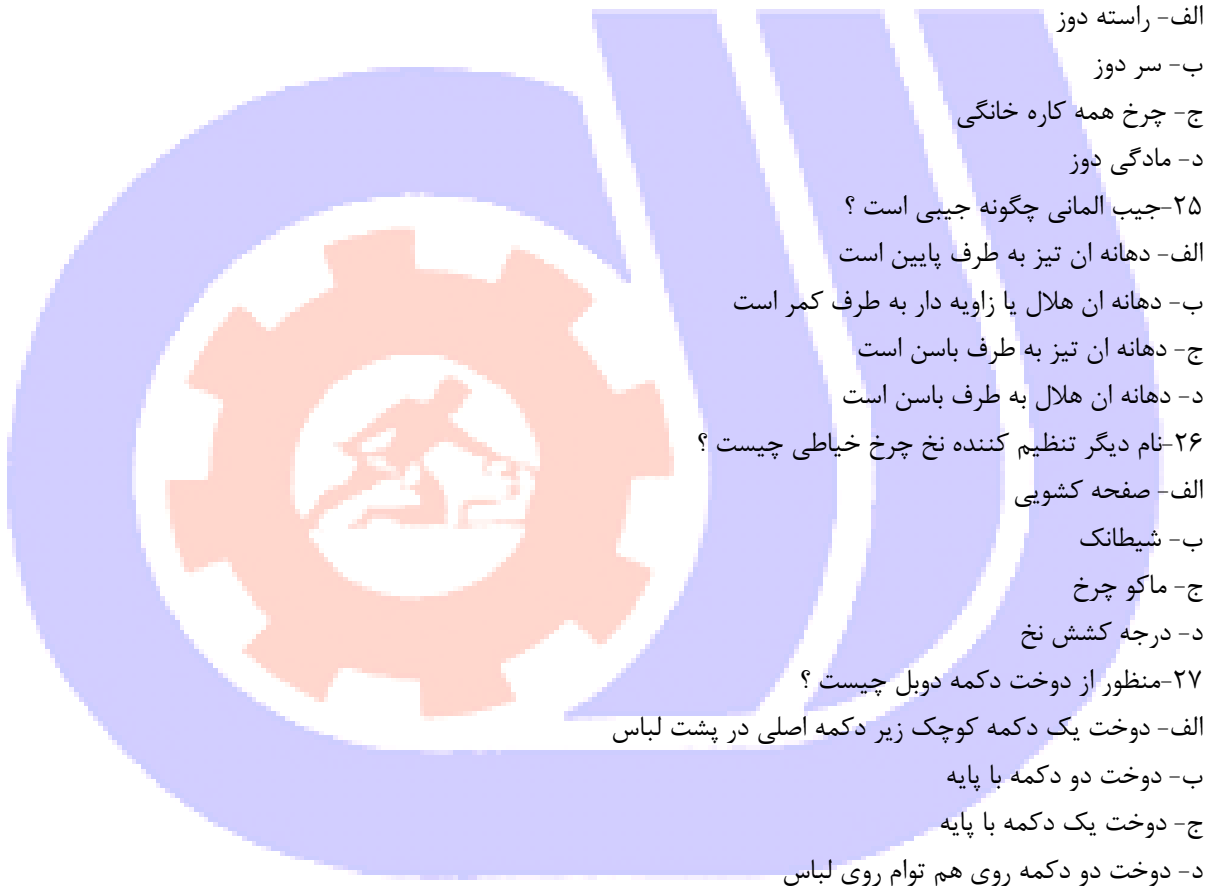 الف- راسته دوز
ب- سر دوز
ج- چرخ همه کاره خانگی
د- مادگی دوز
۲۵-جیب المانی چگونه جیبی است ؟
الف- دهانه ان تیز به طرف پایین است
ب- دهانه ان هلال یا زاویه دار به طرف کمر است
ج- دهانه ان تیز به طرف باسن است
د- دهانه ان هلال به طرف باسن است
۲۶-نام دیگر تنظیم کننده نخ چرخ خیاطی چیست ؟
الف- صفحه کشویی
ب- شیطانک
ج- ماکو چرخ
د- درجه کشش نخ
۲۷-منظور از دوخت دکمه دوبل چیست ؟
الف- دوخت یک دکمه کوچک زیر دکمه اصلی در پشت لباس
ب- دوخت دو دکمه با پایه
ج- دوخت یک دکمه با پایه
د- دوخت دو دکمه روی هم توام روی لباس